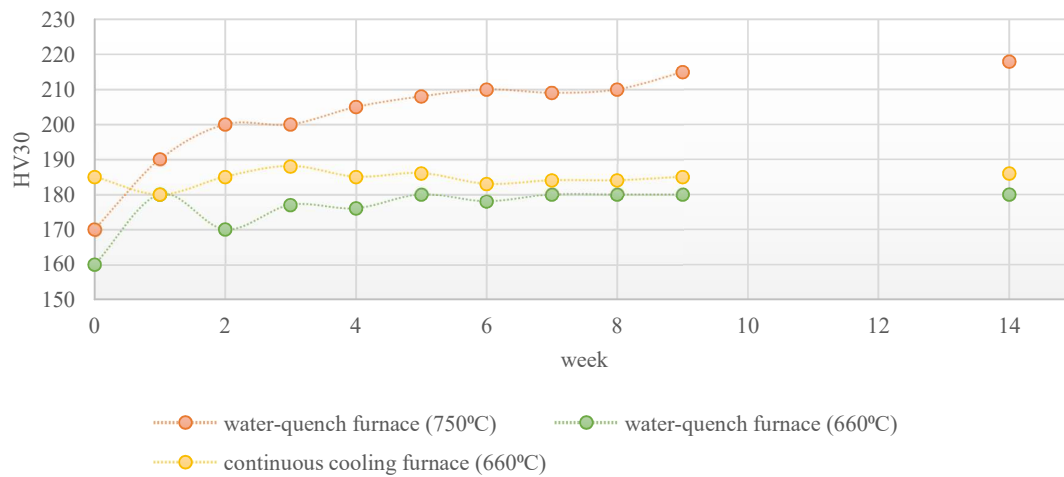 230
220
210
200
190
180
170
160
150
HV30
0 2 4 6 8 10 12 14
week
water-quench furnace (750ºC) water-quench furnace (660ºC)
continuous cooling furnace (660ºC)